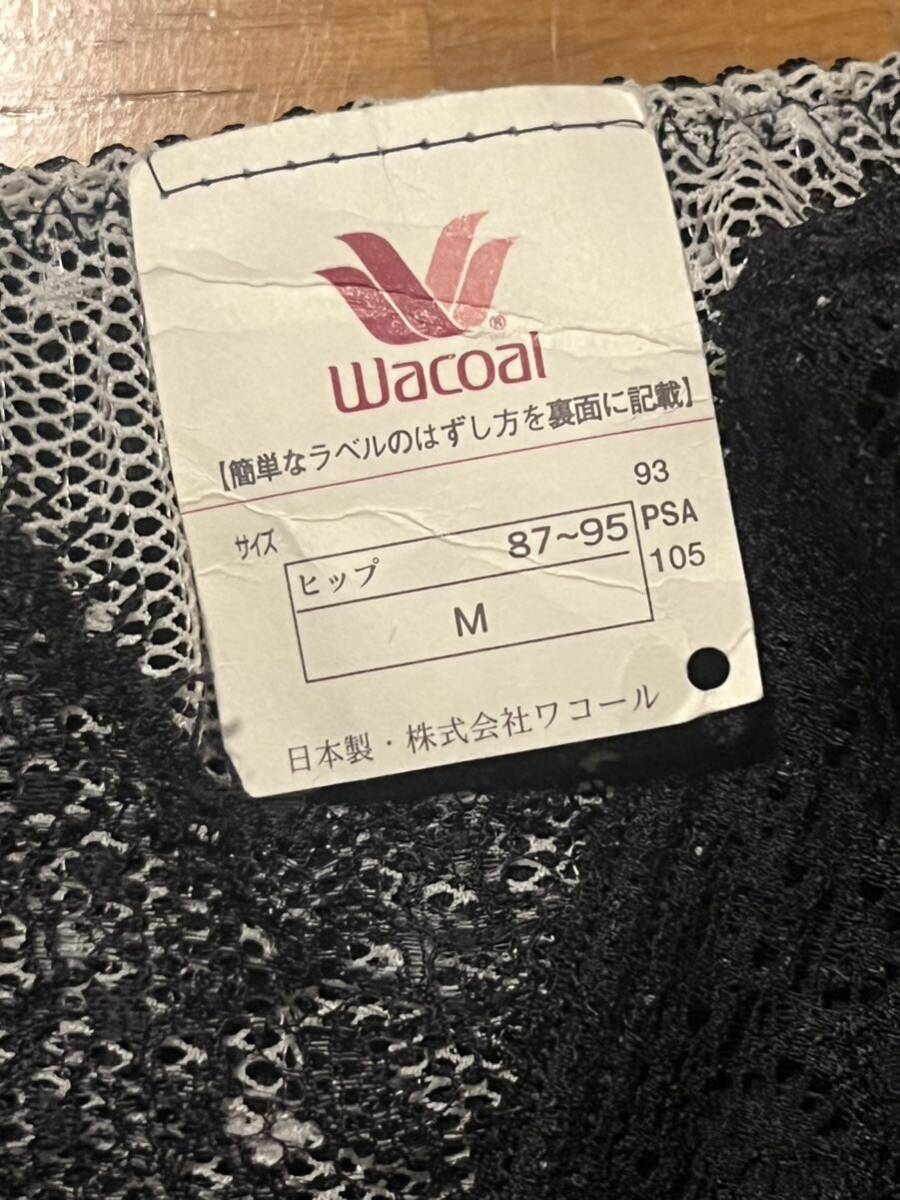 Wacoal®
【簡単なラベルのはずし方を裏面に記載】
サイズ
93
ヒップ 87~95
PSA
M
105
日本製・株式会社ワコール